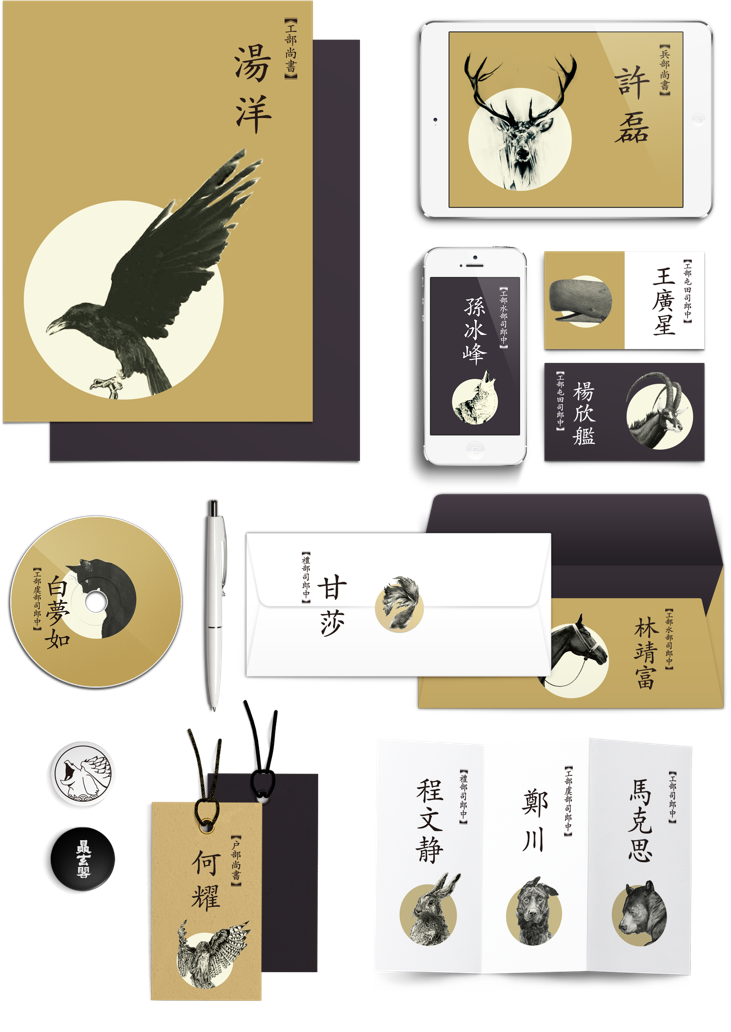 【工部尚書】
湯洋
【兵部尚書】
許磊
【工部水部司郎中】
孫冰峰
【工部屯田司郎中】
王廣星
【工部屯田司郎中】
楊欣艦
【工部虞部司郎中】
白夢如
【禮部司郎中】
甘莎
【工部水部司郎中】
林靖富
【户部尚書】
何耀
【禮部司郎中】
程文静
【工部虞部司郎中】
鄭川
馬克思